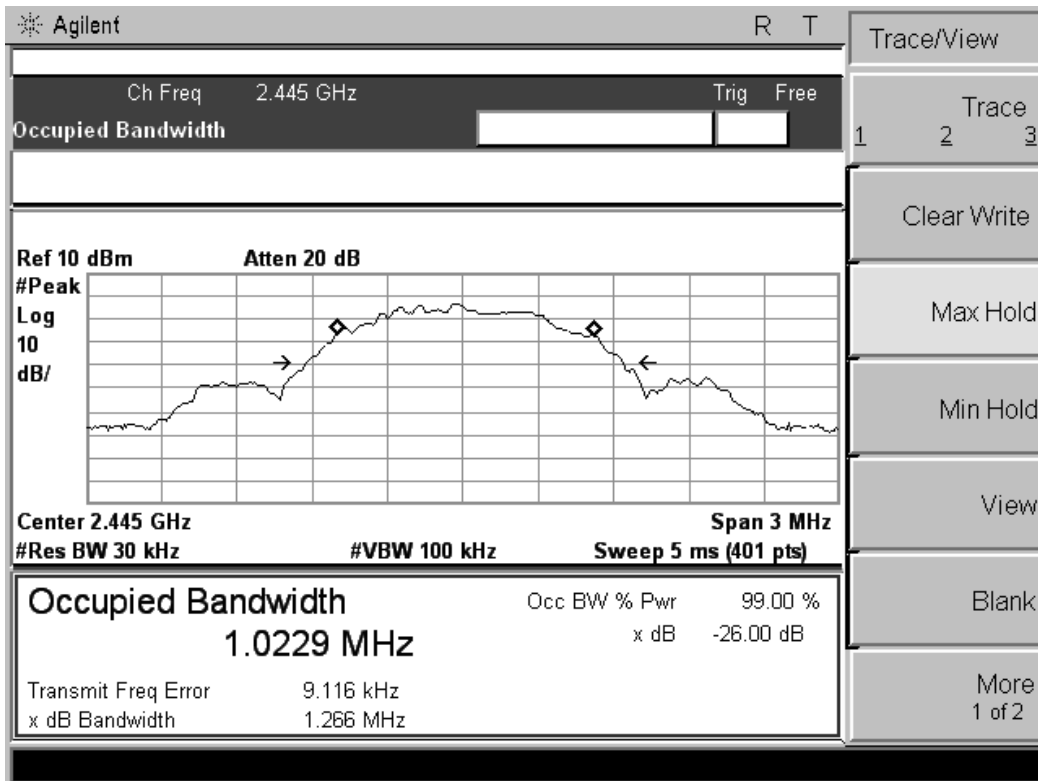 Agilent R T
Ch Freq 2.445 GHz Trig Free
Occupied Bandwidth
Ref 10 dBm Atten 20 dB
#Peak
Log
10
dB/
Center 2.445 GHz Span 3 MHz
#Res BW 30 kHz #VBW 100 kHz Sweep 5 ms (401 pts)
Occupied Bandwidth Occ BW % Pwr 99.00 %
1.0229 MHz x dB -26.00 dB
Transmit Freq Error 9.116 kHz
x dB Bandwidth 1.266 MHz
Trace/View
Trace
1 2 3
Clear Write
Max Hold
Min Hold
View
Blank
More
1 of 2